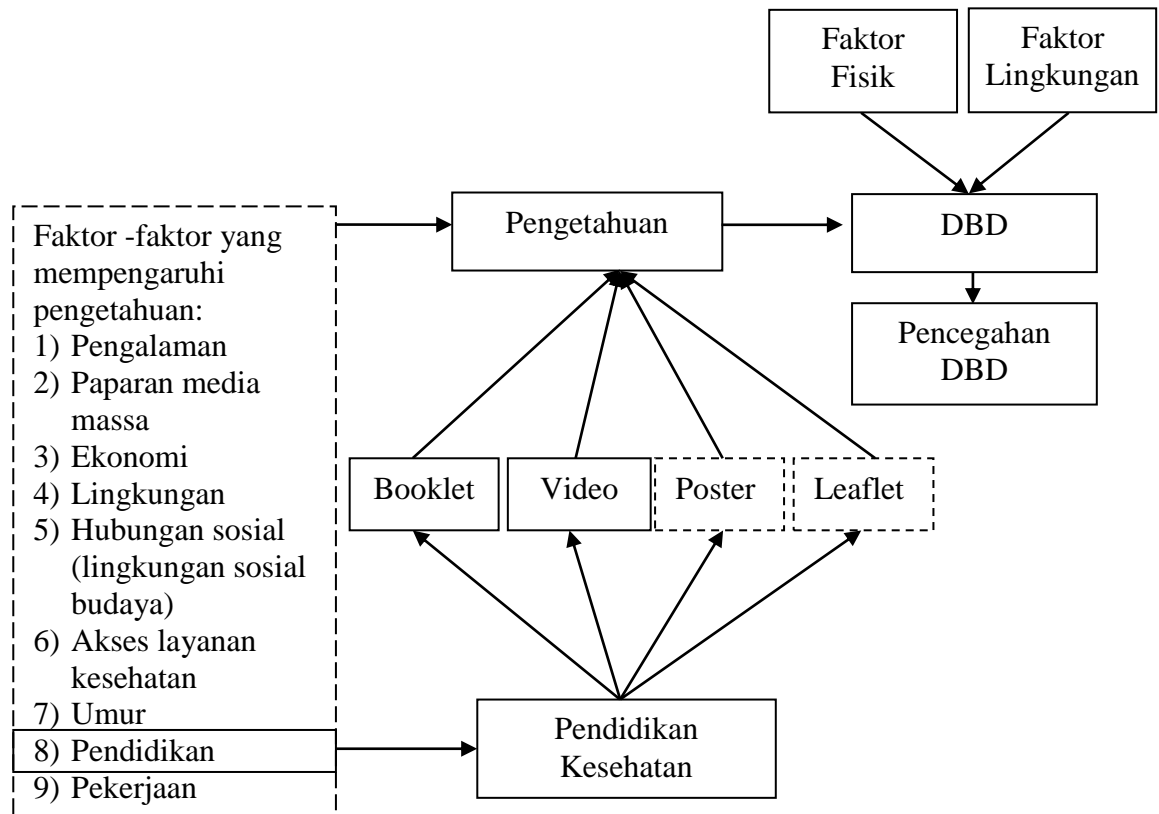 Faktor
Fisik
Faktor
Lingkungan
Faktor -faktor yang
mempengaruhi
pengetahuan:
1) Pengalaman
2) Paparan media
massa
3) Ekonomi
4) Lingkungan
5) Hubungan sosial
(lingkungan sosial
budaya)
6) Akses layanan
kesehatan
7) Umur
8) Pendidikan
9) Pekerjaan
Pengetahuan
DBD
Pencegahan
DBD
Booklet
Video
Poster
Leaflet
Pendidikan
Kesehatan